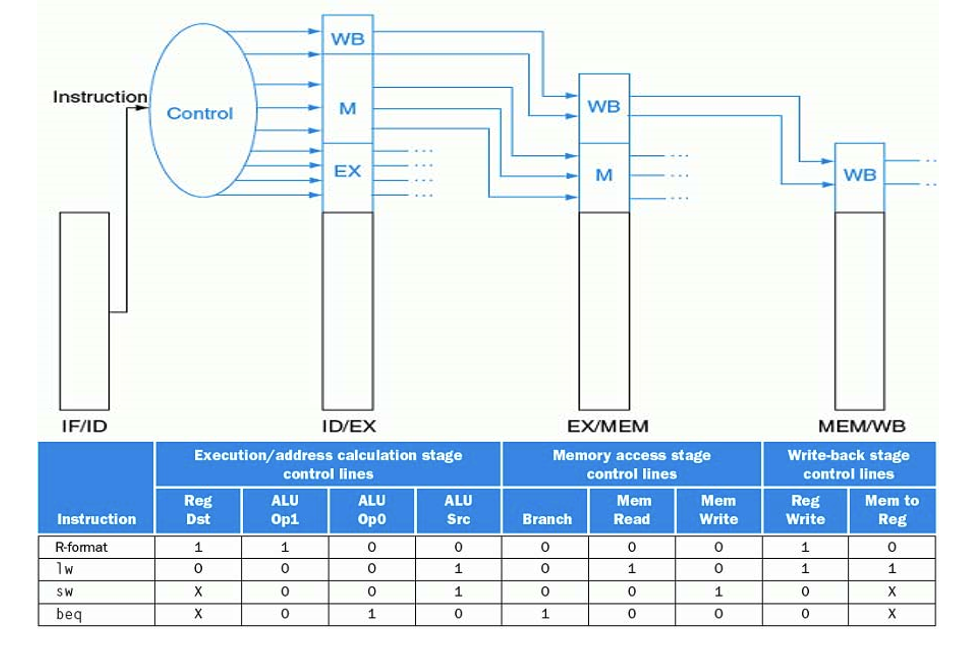 WB
Instruction
Control
M
WB
EX
M
WB
IF/ID
ID/EX
EX/MEM
MEM/WB
Execution/address calculation stage control lines
Memory access stage control lines
Write-back stage control lines
Instruction Reg Dst ALU Op1 ALU Op0 ALU Src Branch Mem Read Mem Write Reg Write Mem to Reg
R-format 1 1 0 0 0 0 0 1 0
lw 0 0 0 1 0 1 0 1 1
sw X 0 0 1 0 0 1 0 X
beq X 0 1 0 1 0 0 0 X